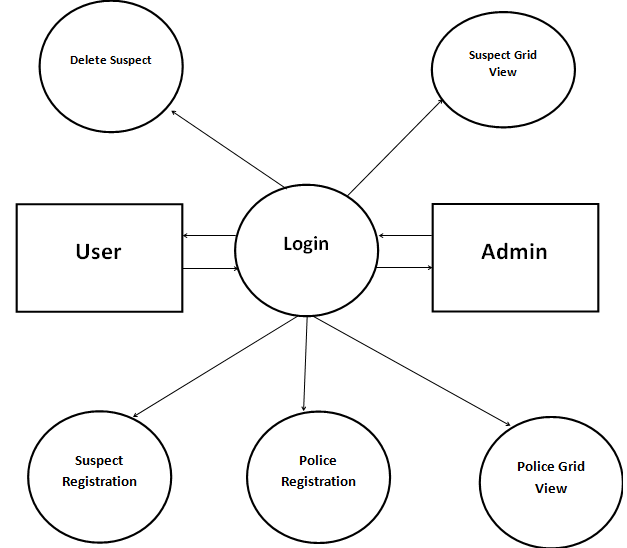 Delete Suspect
Suspect Grid
View
User
Login
Admin
Suspect
Registration
Police
Registration
Police Grid
View